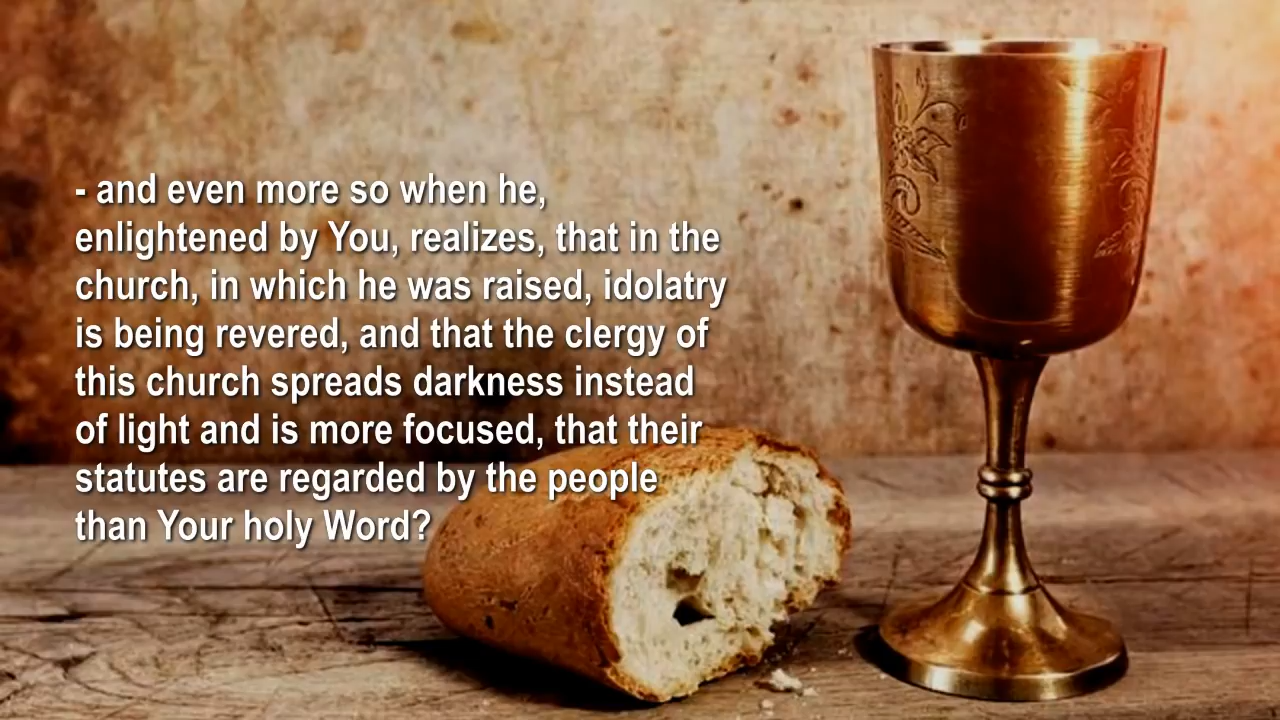 - and even more so when he,
enlightened by You, realizes, that in the
church, in which he was raised, idolatry
is being revered, and that the clergy of
this church spreads darkness instead
of light and is more focused, that their
statutes are regarded by the people
than Your holy Word?